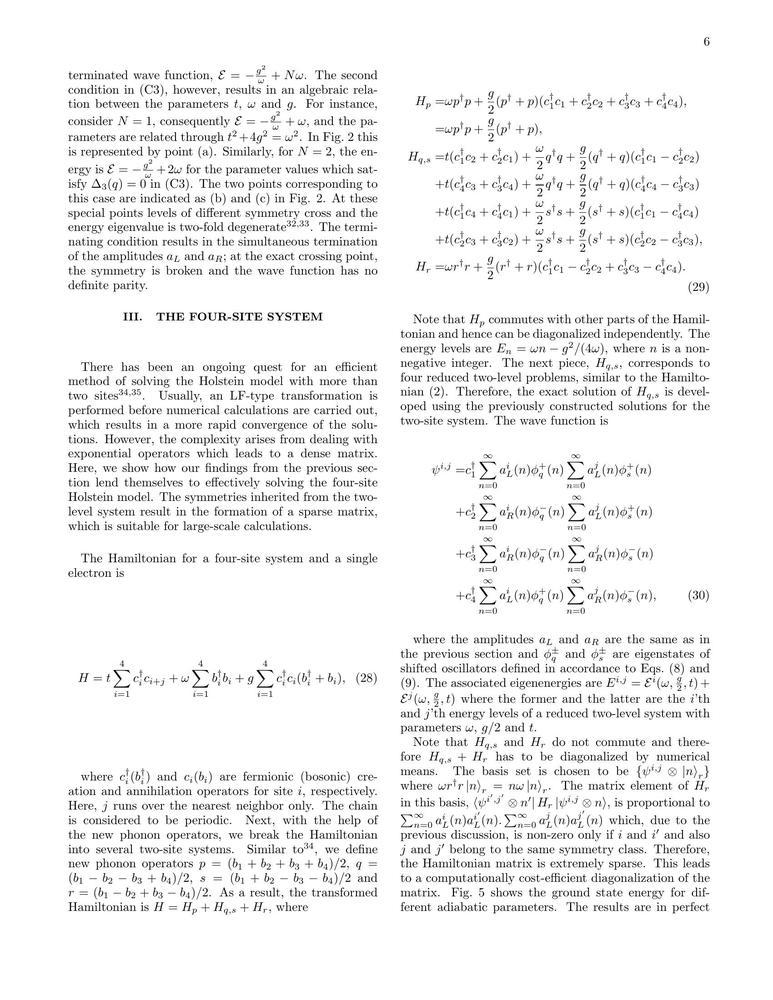 6
terminated wave function, $\mathcal{E} = -\frac{g^2}{\omega} + N\omega$. The second
condition in (C3), however, results in an algebraic rela-
tion between the parameters $t$, $\omega$ and $g$. For instance,
consider $N = 1$, consequently $\mathcal{E} = -\frac{g^2}{\omega} + \omega$, and the pa-
rameters are related through $t^2 + 4g^2 = \omega^2$. In Fig. 2 this
is represented by point (a). Similarly, for $N = 2$, the en-
ergy is $\mathcal{E} = -\frac{g^2}{\omega} + 2\omega$ for the parameter values which sat-
isfy $\Delta_3(q) = 0$ in (C3). The two points corresponding to
this case are indicated as (b) and (c) in Fig. 2. At these
special points levels of different symmetry cross and the
energy eigenvalue is two-fold degenerate$^{32,33}$. The termi-
nating condition results in the simultaneous termination
of the amplitudes $a_L$ and $a_R$; at the exact crossing point,
the symmetry is broken and the wave function has no
definite parity.
III. THE FOUR-SITE SYSTEM
There has been an ongoing quest for an efficient
method of solving the Holstein model with more than
two sites$^{34,35}$. Usually, an LF-type transformation is
performed before numerical calculations are carried out,
which results in a more rapid convergence of the solu-
tions. However, the complexity arises from dealing with
exponential operators which leads to a dense matrix.
Here, we show how our findings from the previous sec-
tion lend themselves to effectively solving the four-site
Holstein model. The symmetries inherited from the two-
level system result in the formation of a sparse matrix,
which is suitable for large-scale calculations.
The Hamiltonian for a four-site system and a single
electron is
$H = t\sum_{i=1}^{4} c_i^\dagger c_{i+j} + \omega \sum_{i=1}^{4} b_i^\dagger b_i + g \sum_{i=1}^{4} c_i^\dagger c_i (b_i^\dagger + b_i)$, (28)
where $c_i^\dagger(b_i^\dagger)$ and $c_i(b_i)$ are fermionic (bosonic) cre-
ation and annihilation operators for site $i$, respectively.
Here, $j$ runs over the nearest neighbor only. The chain
is considered to be periodic. Next, with the help of
the new phonon operators, we break the Hamiltonian
into several two-site systems. Similar to$^{34}$, we define
new phonon operators $p = (b_1 + b_2 + b_3 + b_4)/2$, $q =$
$(b_1 - b_2 - b_3 + b_4)/2$, $s = (b_1 + b_2 - b_3 - b_4)/2$ and
$r = (b_1 - b_2 + b_3 - b_4)/2$. As a result, the transformed
Hamiltonian is $H = H_p + H_{q,s} + H_r$, where
$H_p = \omega p^\dagger p + \frac{g}{2}(p^\dagger + p)(c_1^\dagger c_1 + c_2^\dagger c_2 + c_3^\dagger c_3 + c_4^\dagger c_4),$
$= \omega p^\dagger p + \frac{g}{2}(p^\dagger + p),$
$H_{q,s} = t(c_1^\dagger c_2 + c_2^\dagger c_1) + \frac{\omega}{2} q^\dagger q + \frac{g}{2}(q^\dagger + q)(c_1^\dagger c_1 - c_2^\dagger c_2)$
$+ t(c_4^\dagger c_3 + c_3^\dagger c_4) + \frac{\omega}{2} q^\dagger q + \frac{g}{2}(q^\dagger + q)(c_4^\dagger c_4 - c_3^\dagger c_3)$
$+ t(c_1^\dagger c_4 + c_4^\dagger c_1) + \frac{\omega}{2} s^\dagger s + \frac{g}{2}(s^\dagger + s)(c_1^\dagger c_1 - c_4^\dagger c_4)$
$+ t(c_2^\dagger c_3 + c_3^\dagger c_2) + \frac{\omega}{2} s^\dagger s + \frac{g}{2}(s^\dagger + s)(c_2^\dagger c_2 - c_3^\dagger c_3),$
$H_r = \omega r^\dagger r + \frac{g}{2}(r^\dagger + r)(c_1^\dagger c_1 - c_2^\dagger c_2 + c_3^\dagger c_3 - c_4^\dagger c_4).$
(29)
Note that $H_p$ commutes with other parts of the Hamil-
tonian and hence can be diagonalized independently. The
energy levels are $E_n = \omega n - g^2/(4\omega)$, where $n$ is a non-
negative integer. The next piece, $H_{q,s}$, corresponds to
four reduced two-level problems, similar to the Hamilto-
nian (2). Therefore, the exact solution of $H_{q,s}$ is devel-
oped using the previously constructed solutions for the
two-site system. The wave function is
$\psi^{i,j} = c_1^\dagger \sum_{n=0}^{\infty} a_L^i(n)\phi_q^+(n) \sum_{n=0}^{\infty} a_L^j(n)\phi_s^+(n)$
$+ c_2^\dagger \sum_{n=0}^{\infty} a_R^i(n)\phi_q^-(n) \sum_{n=0}^{\infty} a_L^j(n)\phi_s^+(n)$
$+ c_3^\dagger \sum_{n=0}^{\infty} a_R^i(n)\phi_q^-(n) \sum_{n=0}^{\infty} a_R^j(n)\phi_s^-(n)$
$+ c_4^\dagger \sum_{n=0}^{\infty} a_L^i(n)\phi_q^+(n) \sum_{n=0}^{\infty} a_R^j(n)\phi_s^-(n),$ (30)
where the amplitudes $a_L$ and $a_R$ are the same as in
the previous section and $\phi_q^\pm$ and $\phi_s^\pm$ are eigenstates of
shifted oscillators defined in accordance to Eqs. (8) and
(9). The associated eigenenergies are $E^{i,j} = \mathcal{E}^i(\omega, \frac{g}{2}, t) +$
$\mathcal{E}^j(\omega, \frac{g}{2}, t)$ where the former and the latter are the $i$'th
and $j$'th energy levels of a reduced two-level system with
parameters $\omega$, $g/2$ and $t$.
Note that $H_{q,s}$ and $H_r$ do not commute and there-
fore $H_{q,s} + H_r$ has to be diagonalized by numerical
means. The basis set is chosen to be $\{\psi^{i,j} \otimes |n\rangle_r\}$
where $\omega r^\dagger r |n\rangle_r = n\omega |n\rangle_r$. The matrix element of $H_r$
in this basis, $\langle \psi^{i',j'} \otimes n'| H_r |\psi^{i,j} \otimes n\rangle$, is proportional to
$\sum_{n=0}^{\infty} a_L^i(n) a_L^{i'}(n). \sum_{n=0}^{\infty} a_L^j(n) a_L^{j'}(n)$ which, due to the
previous discussion, is non-zero only if $i$ and $i'$ and also
$j$ and $j'$ belong to the same symmetry class. Therefore,
the Hamiltonian matrix is extremely sparse. This leads
to a computationally cost-efficient diagonalization of the
matrix. Fig. 5 shows the ground state energy for dif-
ferent adiabatic parameters. The results are in perfect